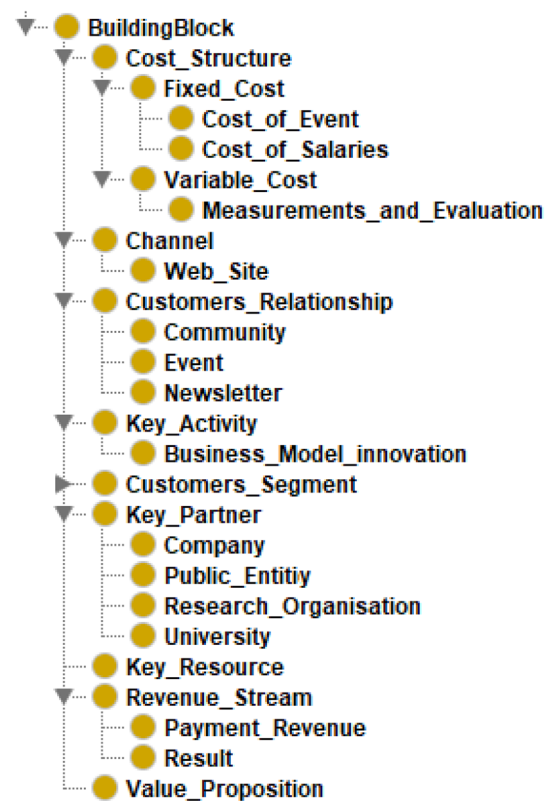 BuildingBlock
Cost_Structure
Fixed_Cost
Cost_of_Event
Cost_of_Salaries
Variable_Cost
Measurements_and_Evaluation
Channel
Web_Site
Customers_Relationship
Community
Event
Newsletter
Key_Activity
Business_Model_innovation
Customers_Segment
Key_Partner
Company
Public_Entitiy
Research_Organisation
University
Key_Resource
Revenue_Stream
Payment_Revenue
Result
Value_Proposition